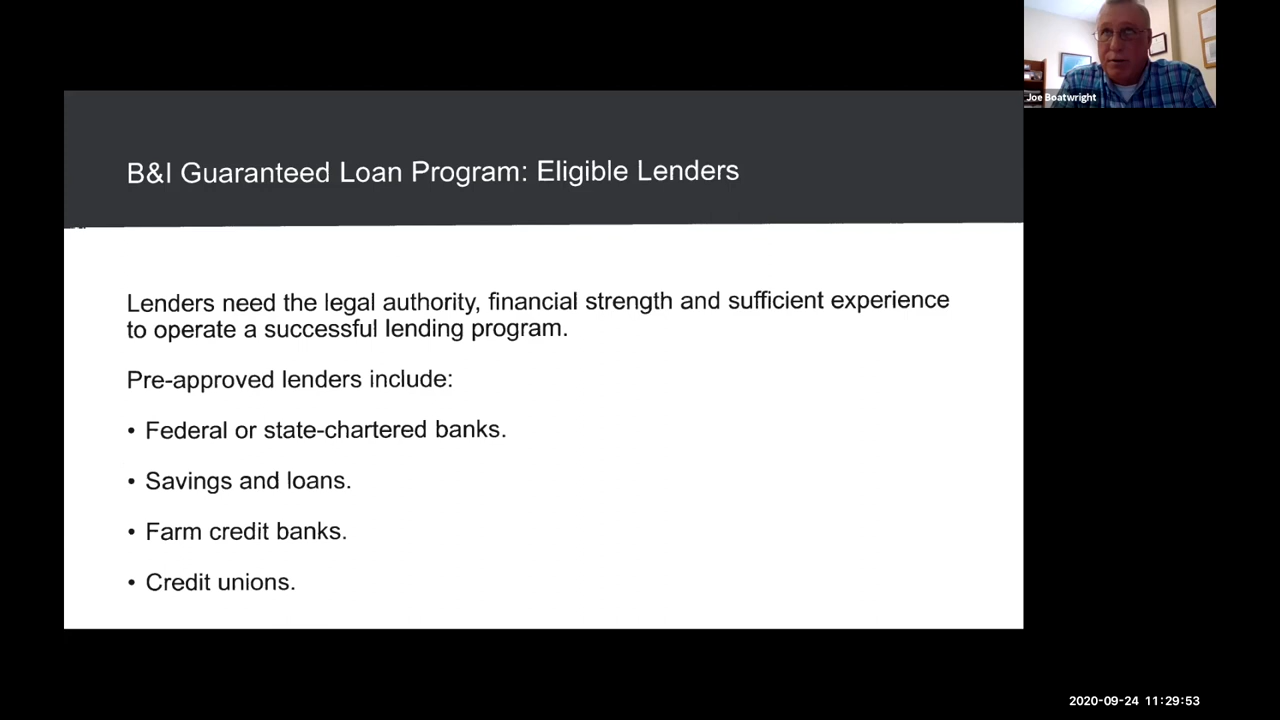 Joe Boatwright
B&I Guaranteed Loan Program: Eligible Lenders
Lenders need the legal authority, financial strength and sufficient experience
to operate a successful lending program.
Pre-approved lenders include:
• Federal or state-chartered banks.
• Savings and loans.
• Farm credit banks.
• Credit unions.
2020-09-24 11:29:53